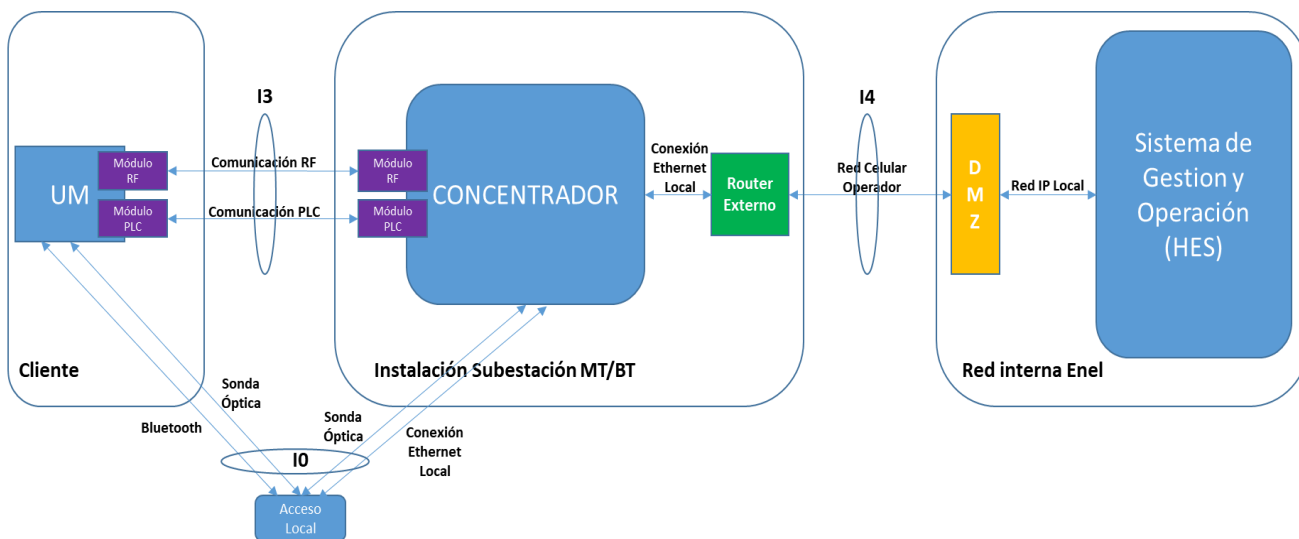 I3
I4
UM
Módulo
RF
Módulo
PLC
Comunicación RF
Comunicación PLC
Módulo
RF
Módulo
PLC
CONCENTRADOR
Conexión
Ethernet
Local
Router
Externo
Red Celular
Operador
D
M
Z
Red IP Local
Sistema de
Gestion y
Operación
(HES)
Cliente
Instalación Subestación MT/BT
Red interna Enel
Sonda
Óptica
Bluetooth
Sonda
Óptica
Conexión
Ethernet
Local
I0
Acceso
Local